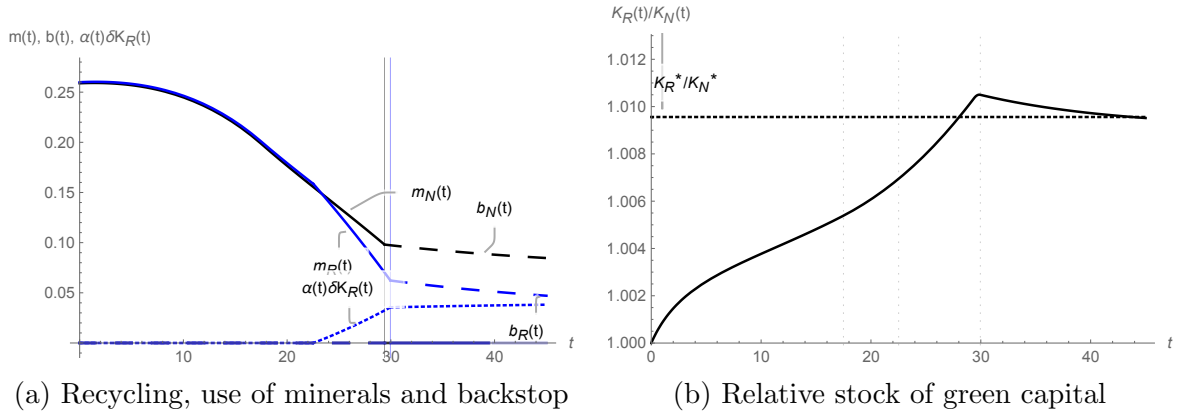 m(t), b(t), α(t)δK_R(t)
0.25
0.20
0.15
0.10
0.05
m_N(t)
b_N(t)
m_R(t)
α(t)δK_R(t)
b_R(t)
10
20
30
40
t
(a) Recycling, use of minerals and backstop
K_R(t)/K_N(t)
1.012
K_R*/K_N*
1.010
1.008
1.006
1.004
1.002
1.000
0
10
20
30
40
t
(b) Relative stock of green capital